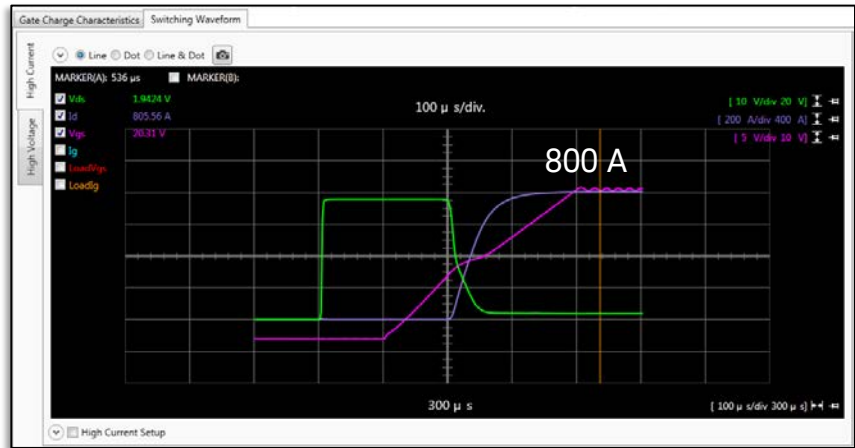 Gate Charge Characteristics Switching Waveform
High Current
High Voltage
Line Dot Line & Dot
MARKER(A): 536 µs MARKER(B):
Vds 1.9424 V
Id 805.56 A
Vgs 20.31 V
Ig
LoadVgs
LoadIg
100 µ s/div.
[ 10 V/div 20 V]
[ 200 A/div 400 A]
[ 5 V/div 10 V]
800 A
300 µ s
[ 100 µ s/div 300 µ s]
High Current Setup